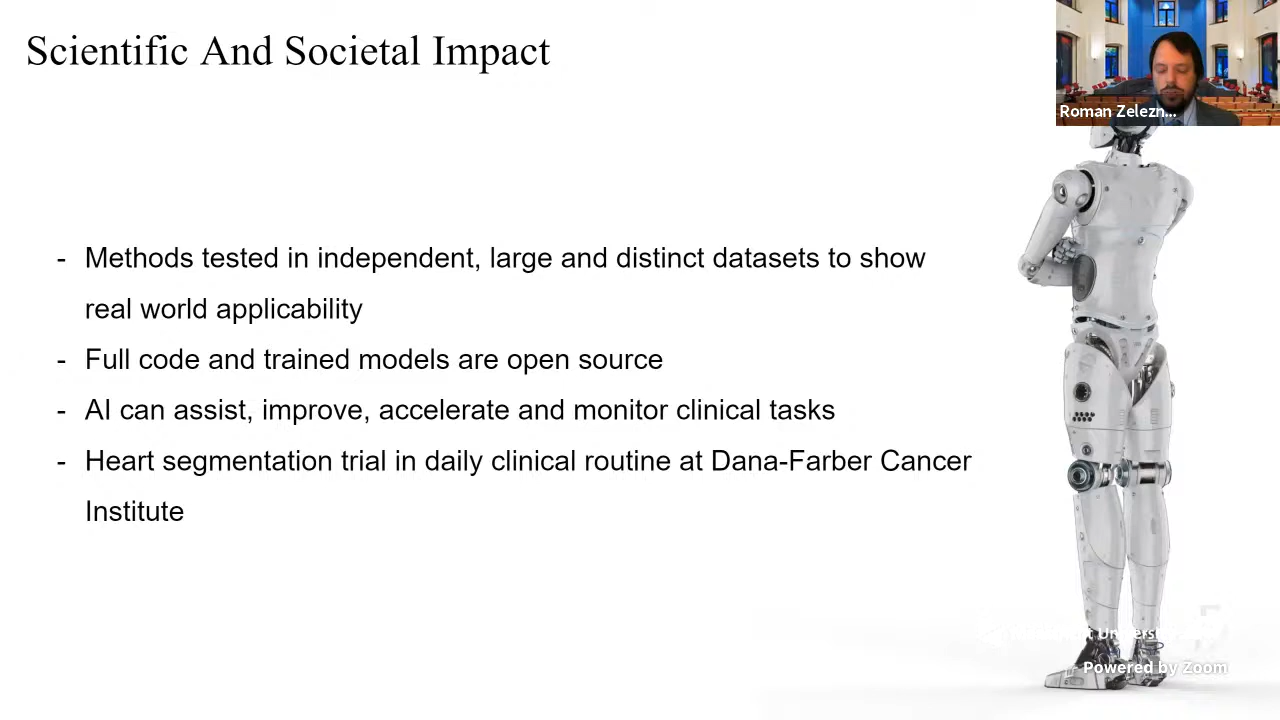 Scientific And Societal Impact
Roman Zelezn...
- Methods tested in independent, large and distinct datasets to show
real world applicability
- Full code and trained models are open source
- AI can assist, improve, accelerate and monitor clinical tasks
- Heart segmentation trial in daily clinical routine at Dana-Farber Cancer
Institute
Powered by Zoom